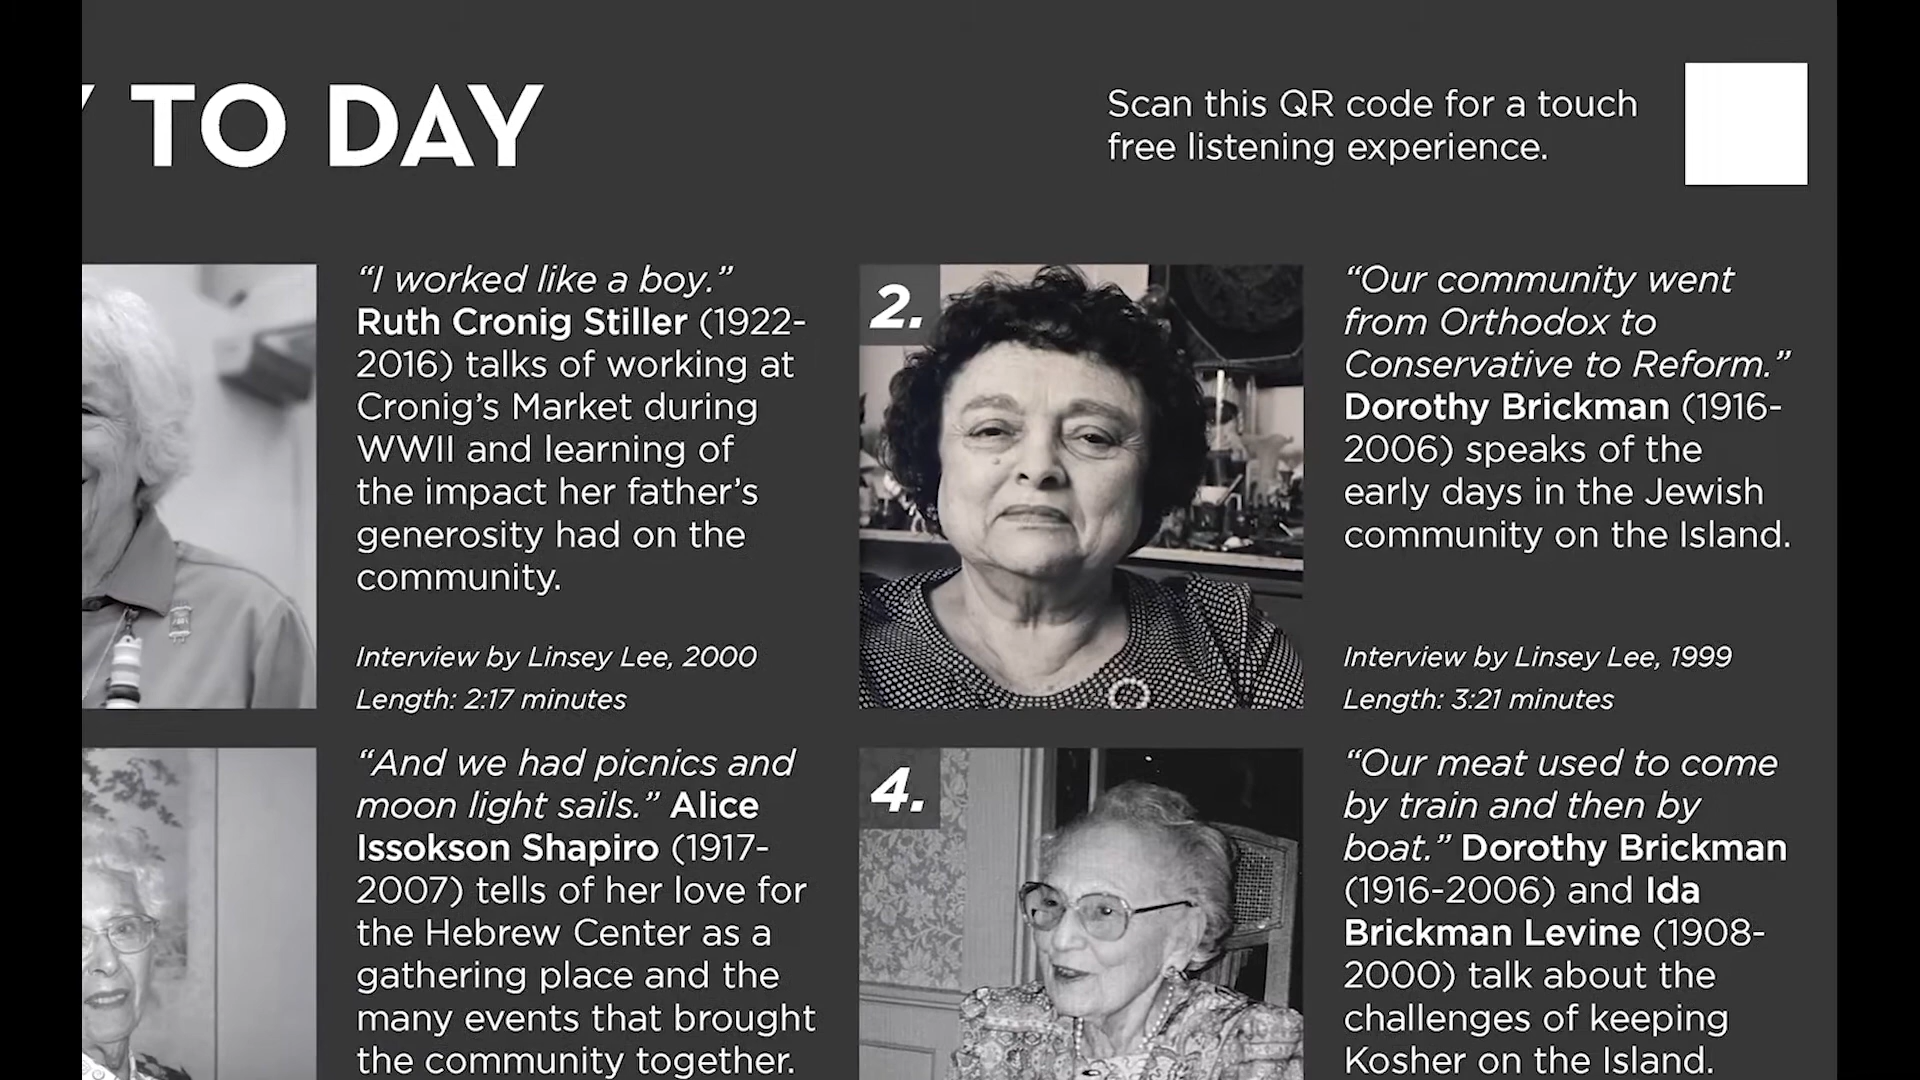 Y TO DAY
Scan this QR code for a touch
free listening experience.
“I worked like a boy.”
Ruth Cronig Stiller (1922-
2016) talks of working at
Cronig’s Market during
WWII and learning of
the impact her father’s
generosity had on the
community.
Interview by Linsey Lee, 2000
Length: 2:17 minutes
2.
“Our community went
from Orthodox to
Conservative to Reform.”
Dorothy Brickman (1916-
2006) speaks of the
early days in the Jewish
community on the Island.
Interview by Linsey Lee, 1999
Length: 3:21 minutes
“And we had picnics and
moon light sails.” Alice
Issokson Shapiro (1917-
2007) tells of her love for
the Hebrew Center as a
gathering place and the
many events that brought
the community together.
4.
“Our meat used to come
by train and then by
boat.” Dorothy Brickman
(1916-2006) and Ida
Brickman Levine (1908-
2000) talk about the
challenges of keeping
Kosher on the Island.